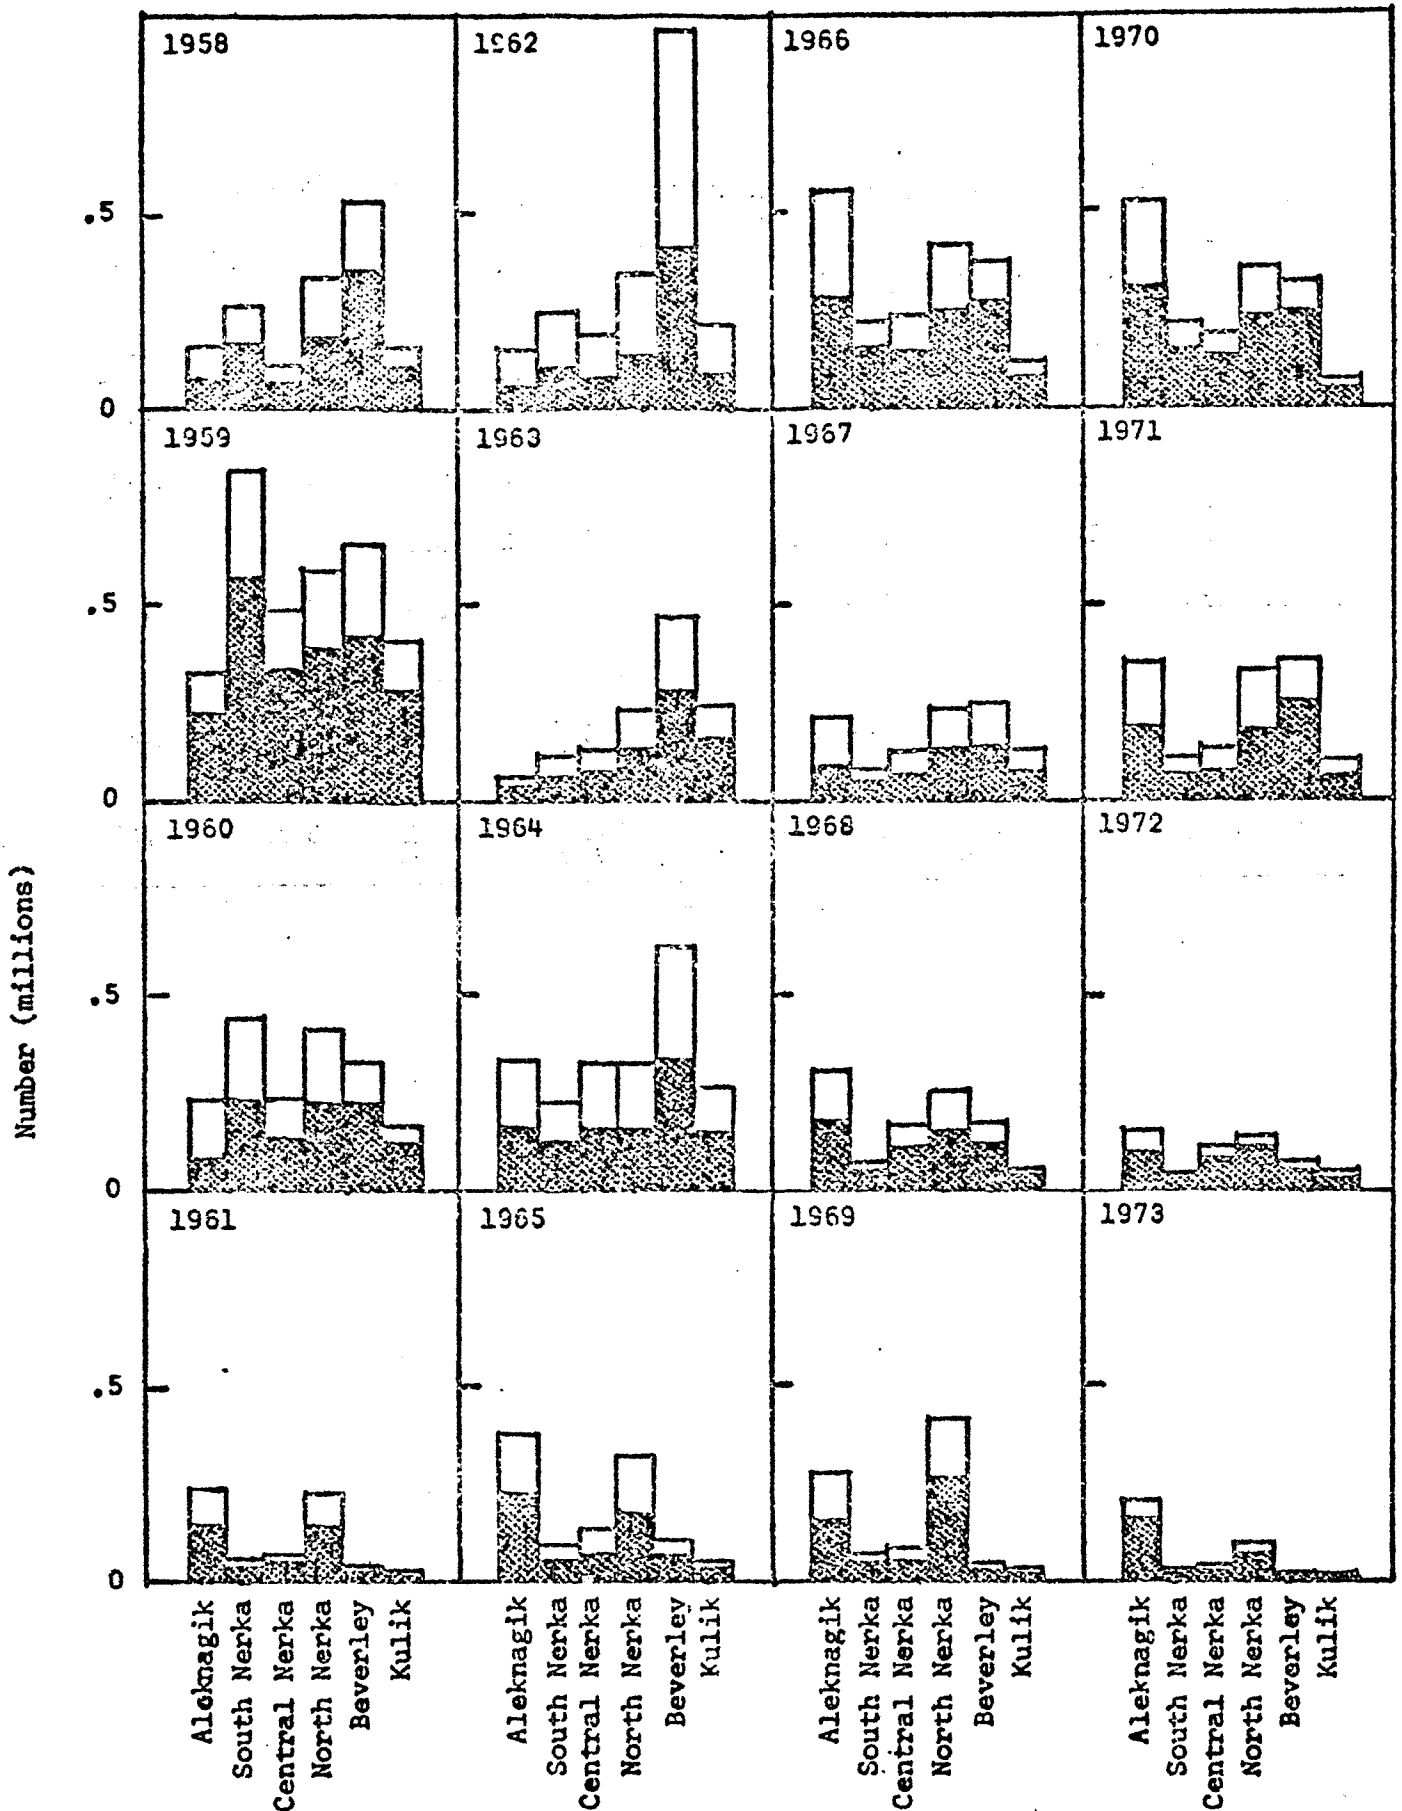 1958
1962
1966
1970
.5
0
1959
1963
1967
1971
.5
0
1960
1964
1968
1972
.5
0
1961
1965
1969
1973
.5
0
Number (millions)
Aleknagik
South Nerka
Central Nerka
North Nerka
Beverley
Kulik
Aleknagik
South Nerka
Central Nerka
North Nerka
Beverley
Kulik
Aleknagik
South Nerka
Central Nerka
North Nerka
Beverley
Kulik
Aleknagik
South Nerka
Central Nerka
North Nerka
Beverley
Kulik